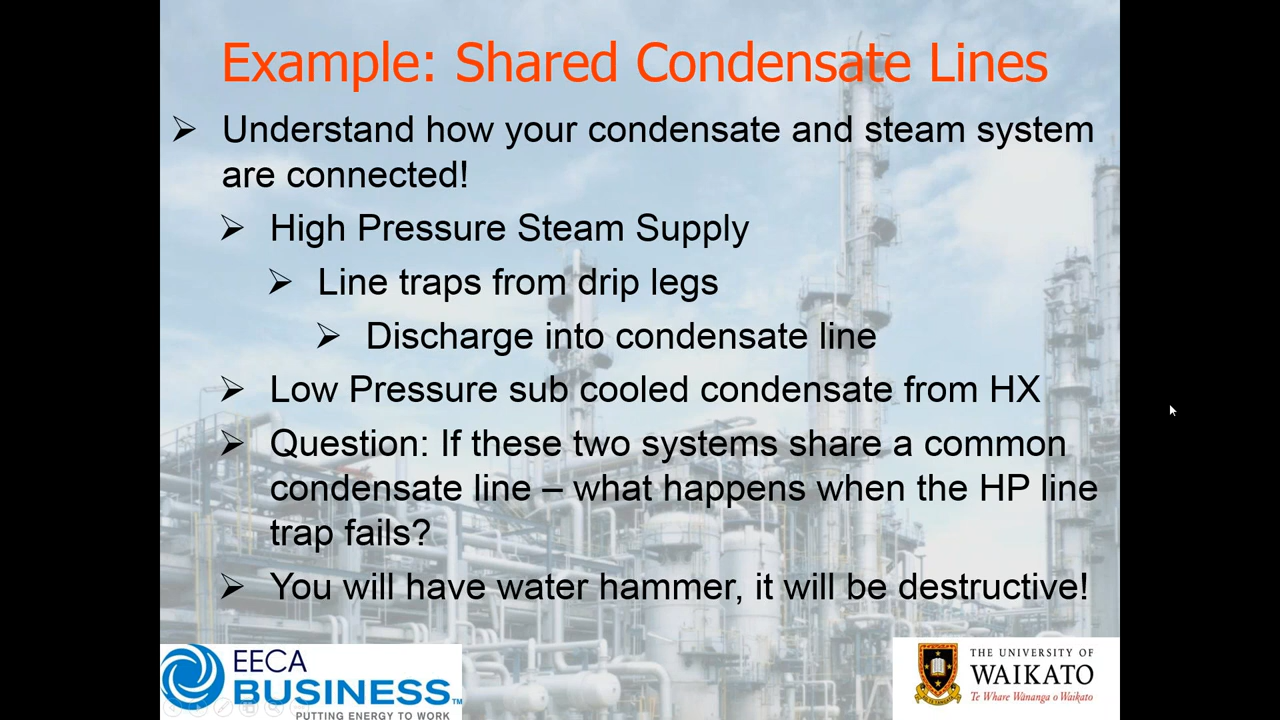 Example: Shared Condensate Lines
Understand how your condensate and steam system
are connected!
High Pressure Steam Supply
Line traps from drip legs
Discharge into condensate line
Low Pressure sub cooled condensate from HX
Question: If these two systems share a common
condensate line – what happens when the HP line
trap fails?
You will have water hammer, it will be destructive!
EECA
BUSINESS™
PUTTING ENERGY TO WORK
THE UNIVERSITY OF
WAIKATO
Te Whare Wānanga o Waikato